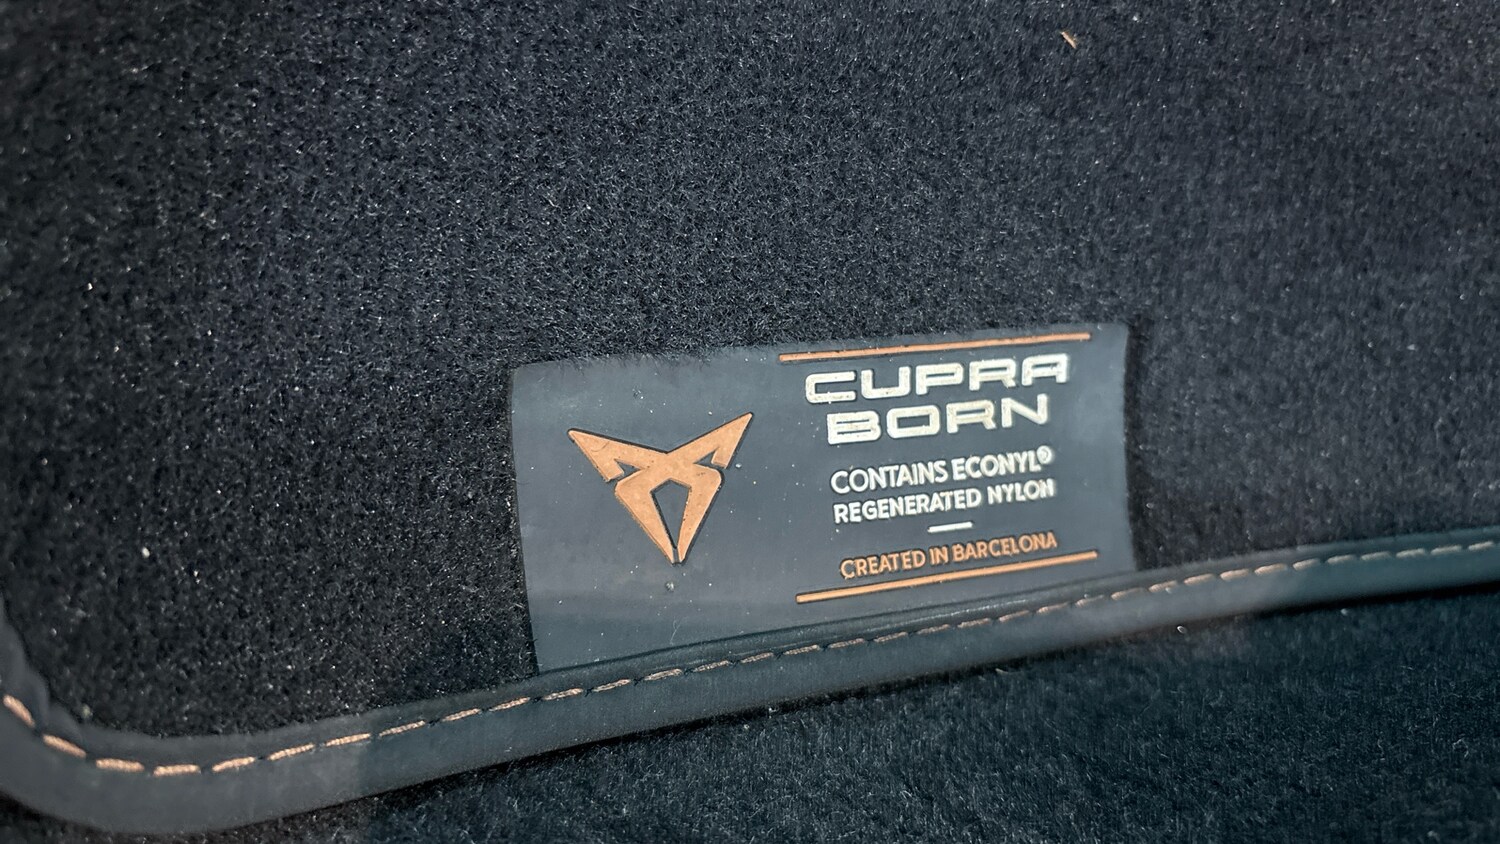 CUPRA
BORN
CONTAINS ECONYL®
REGENERATED NYLON
CREATED IN BARCELONA